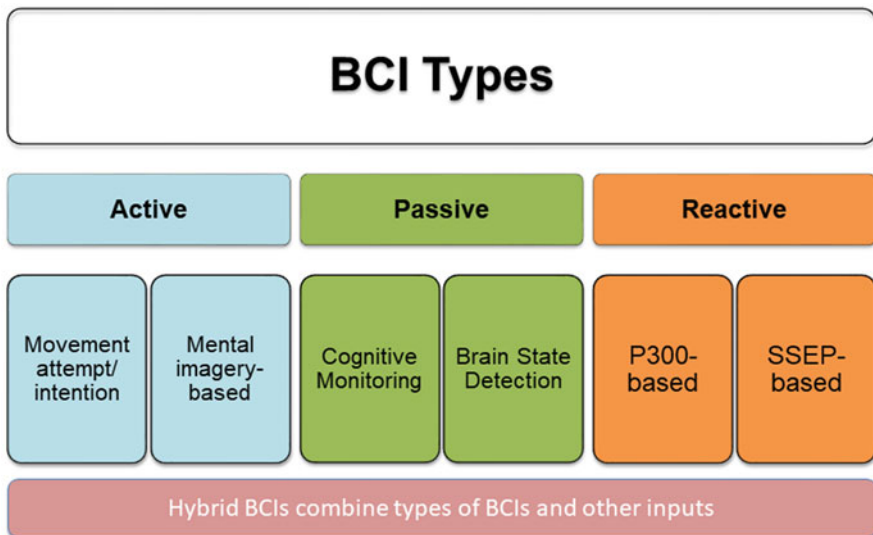 BCI Types
Active
Passive
Reactive
Movement
attempt/
intention
Mental
imagery-
based
Cognitive
Monitoring
Brain State
Detection
P300-
based
SSEP-
based
Hybrid BCIs combine types of BCIs and other inputs